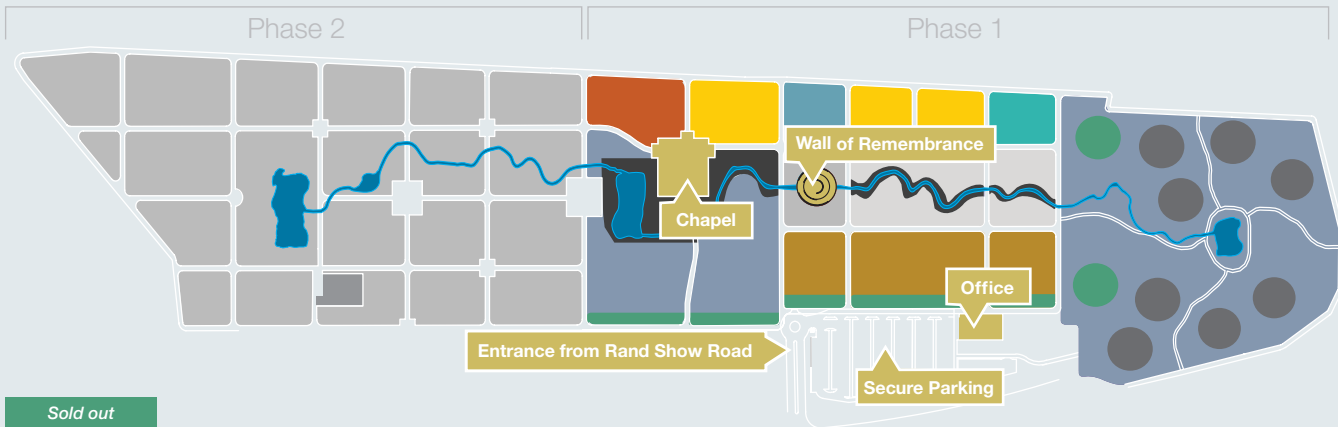 Phase 2
Phase 1
Wall of Remembrance
Chapel
Office
Entrance from Rand Show Road
Secure Parking
Sold out